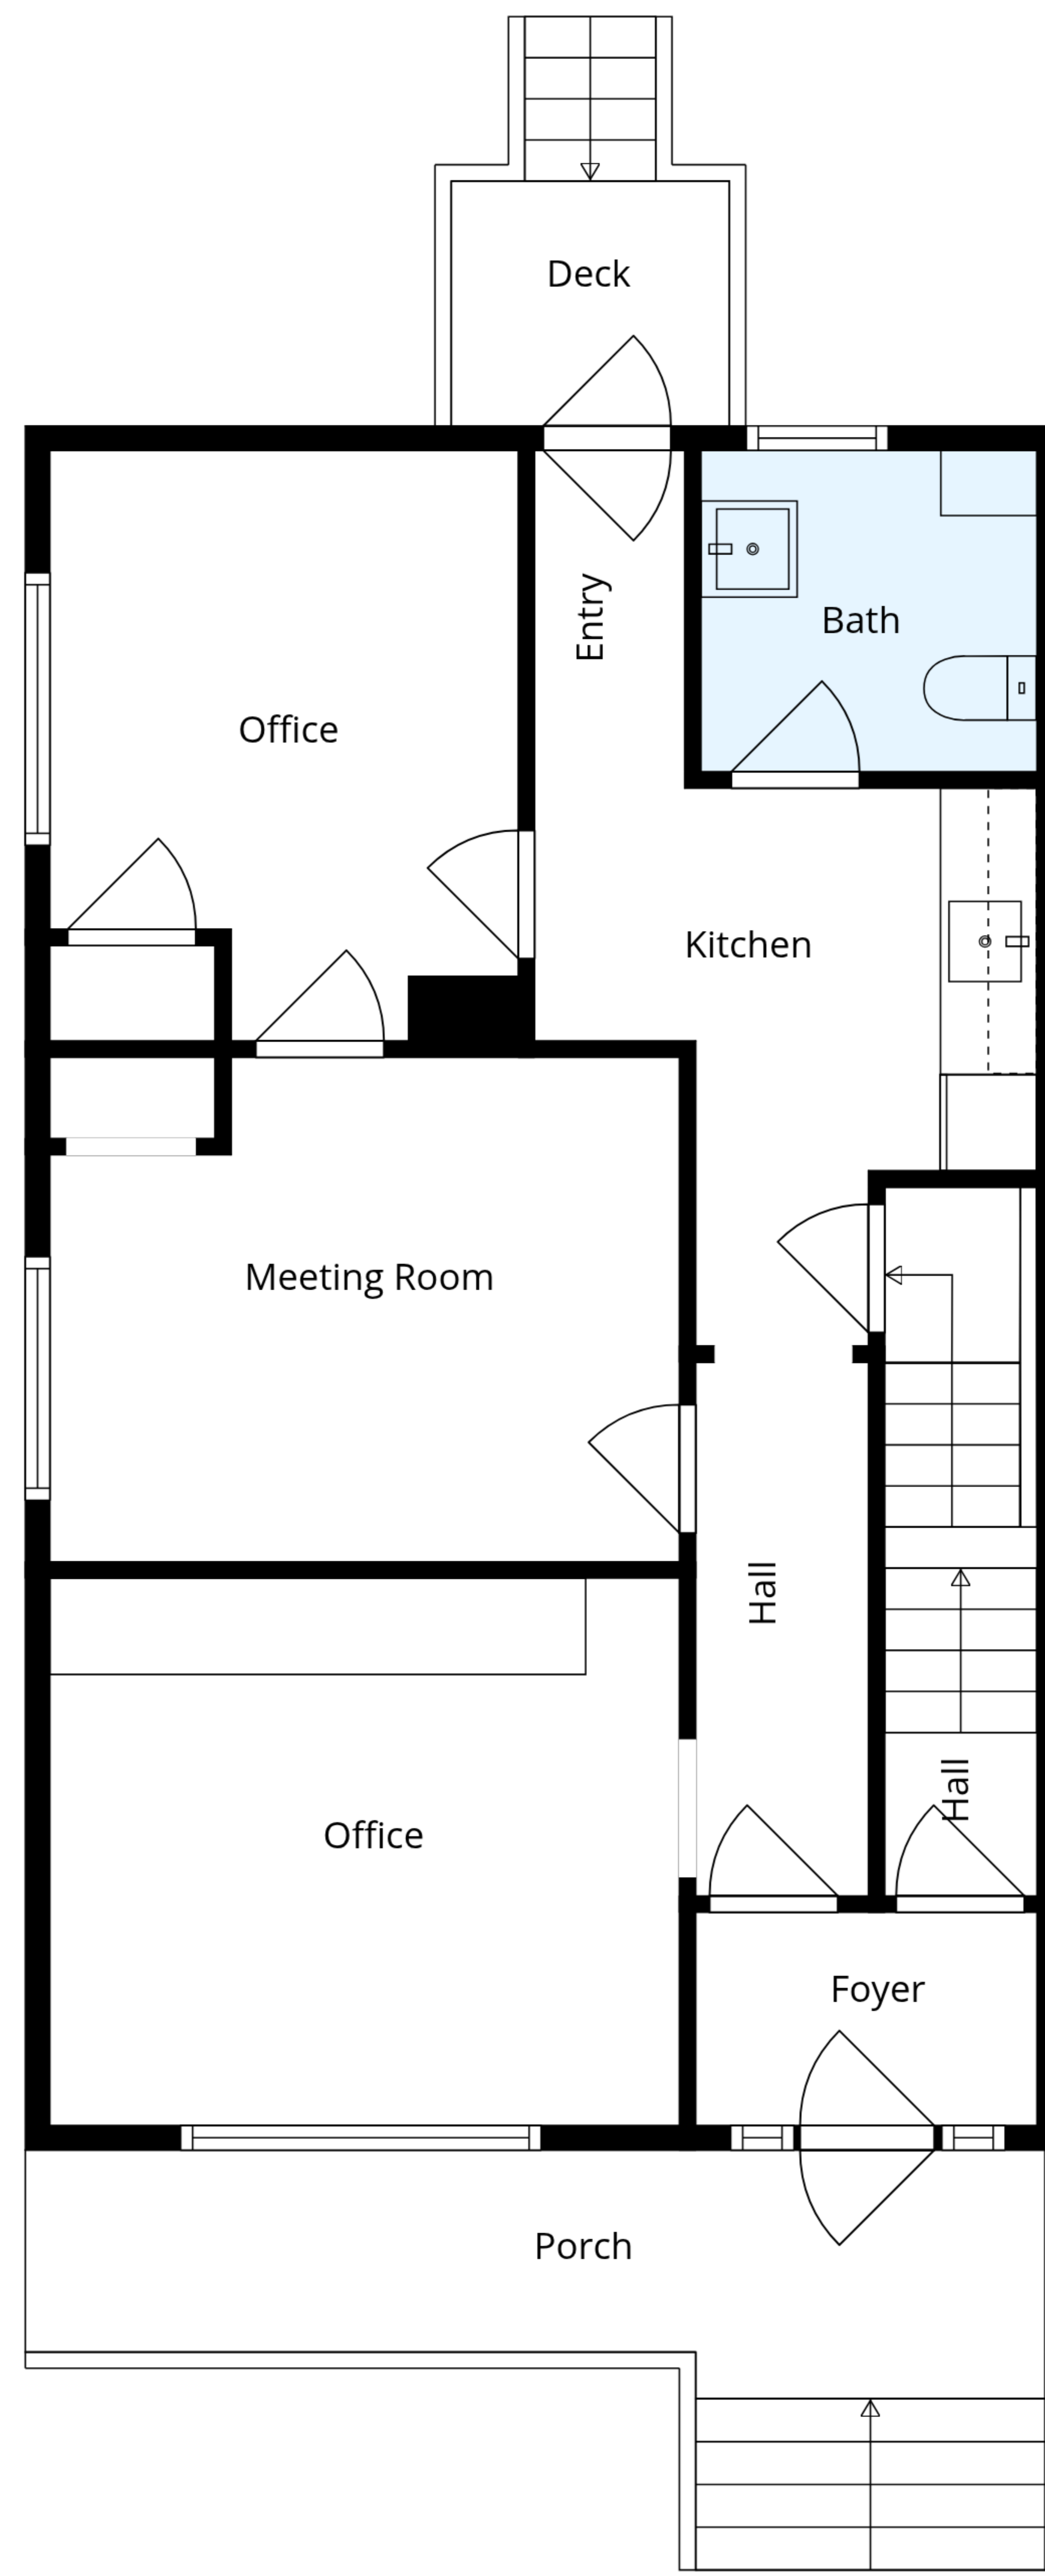 Deck
Entry
Bath
Office
Kitchen
Meeting Room
Hall
Hall
Office
Foyer
Porch